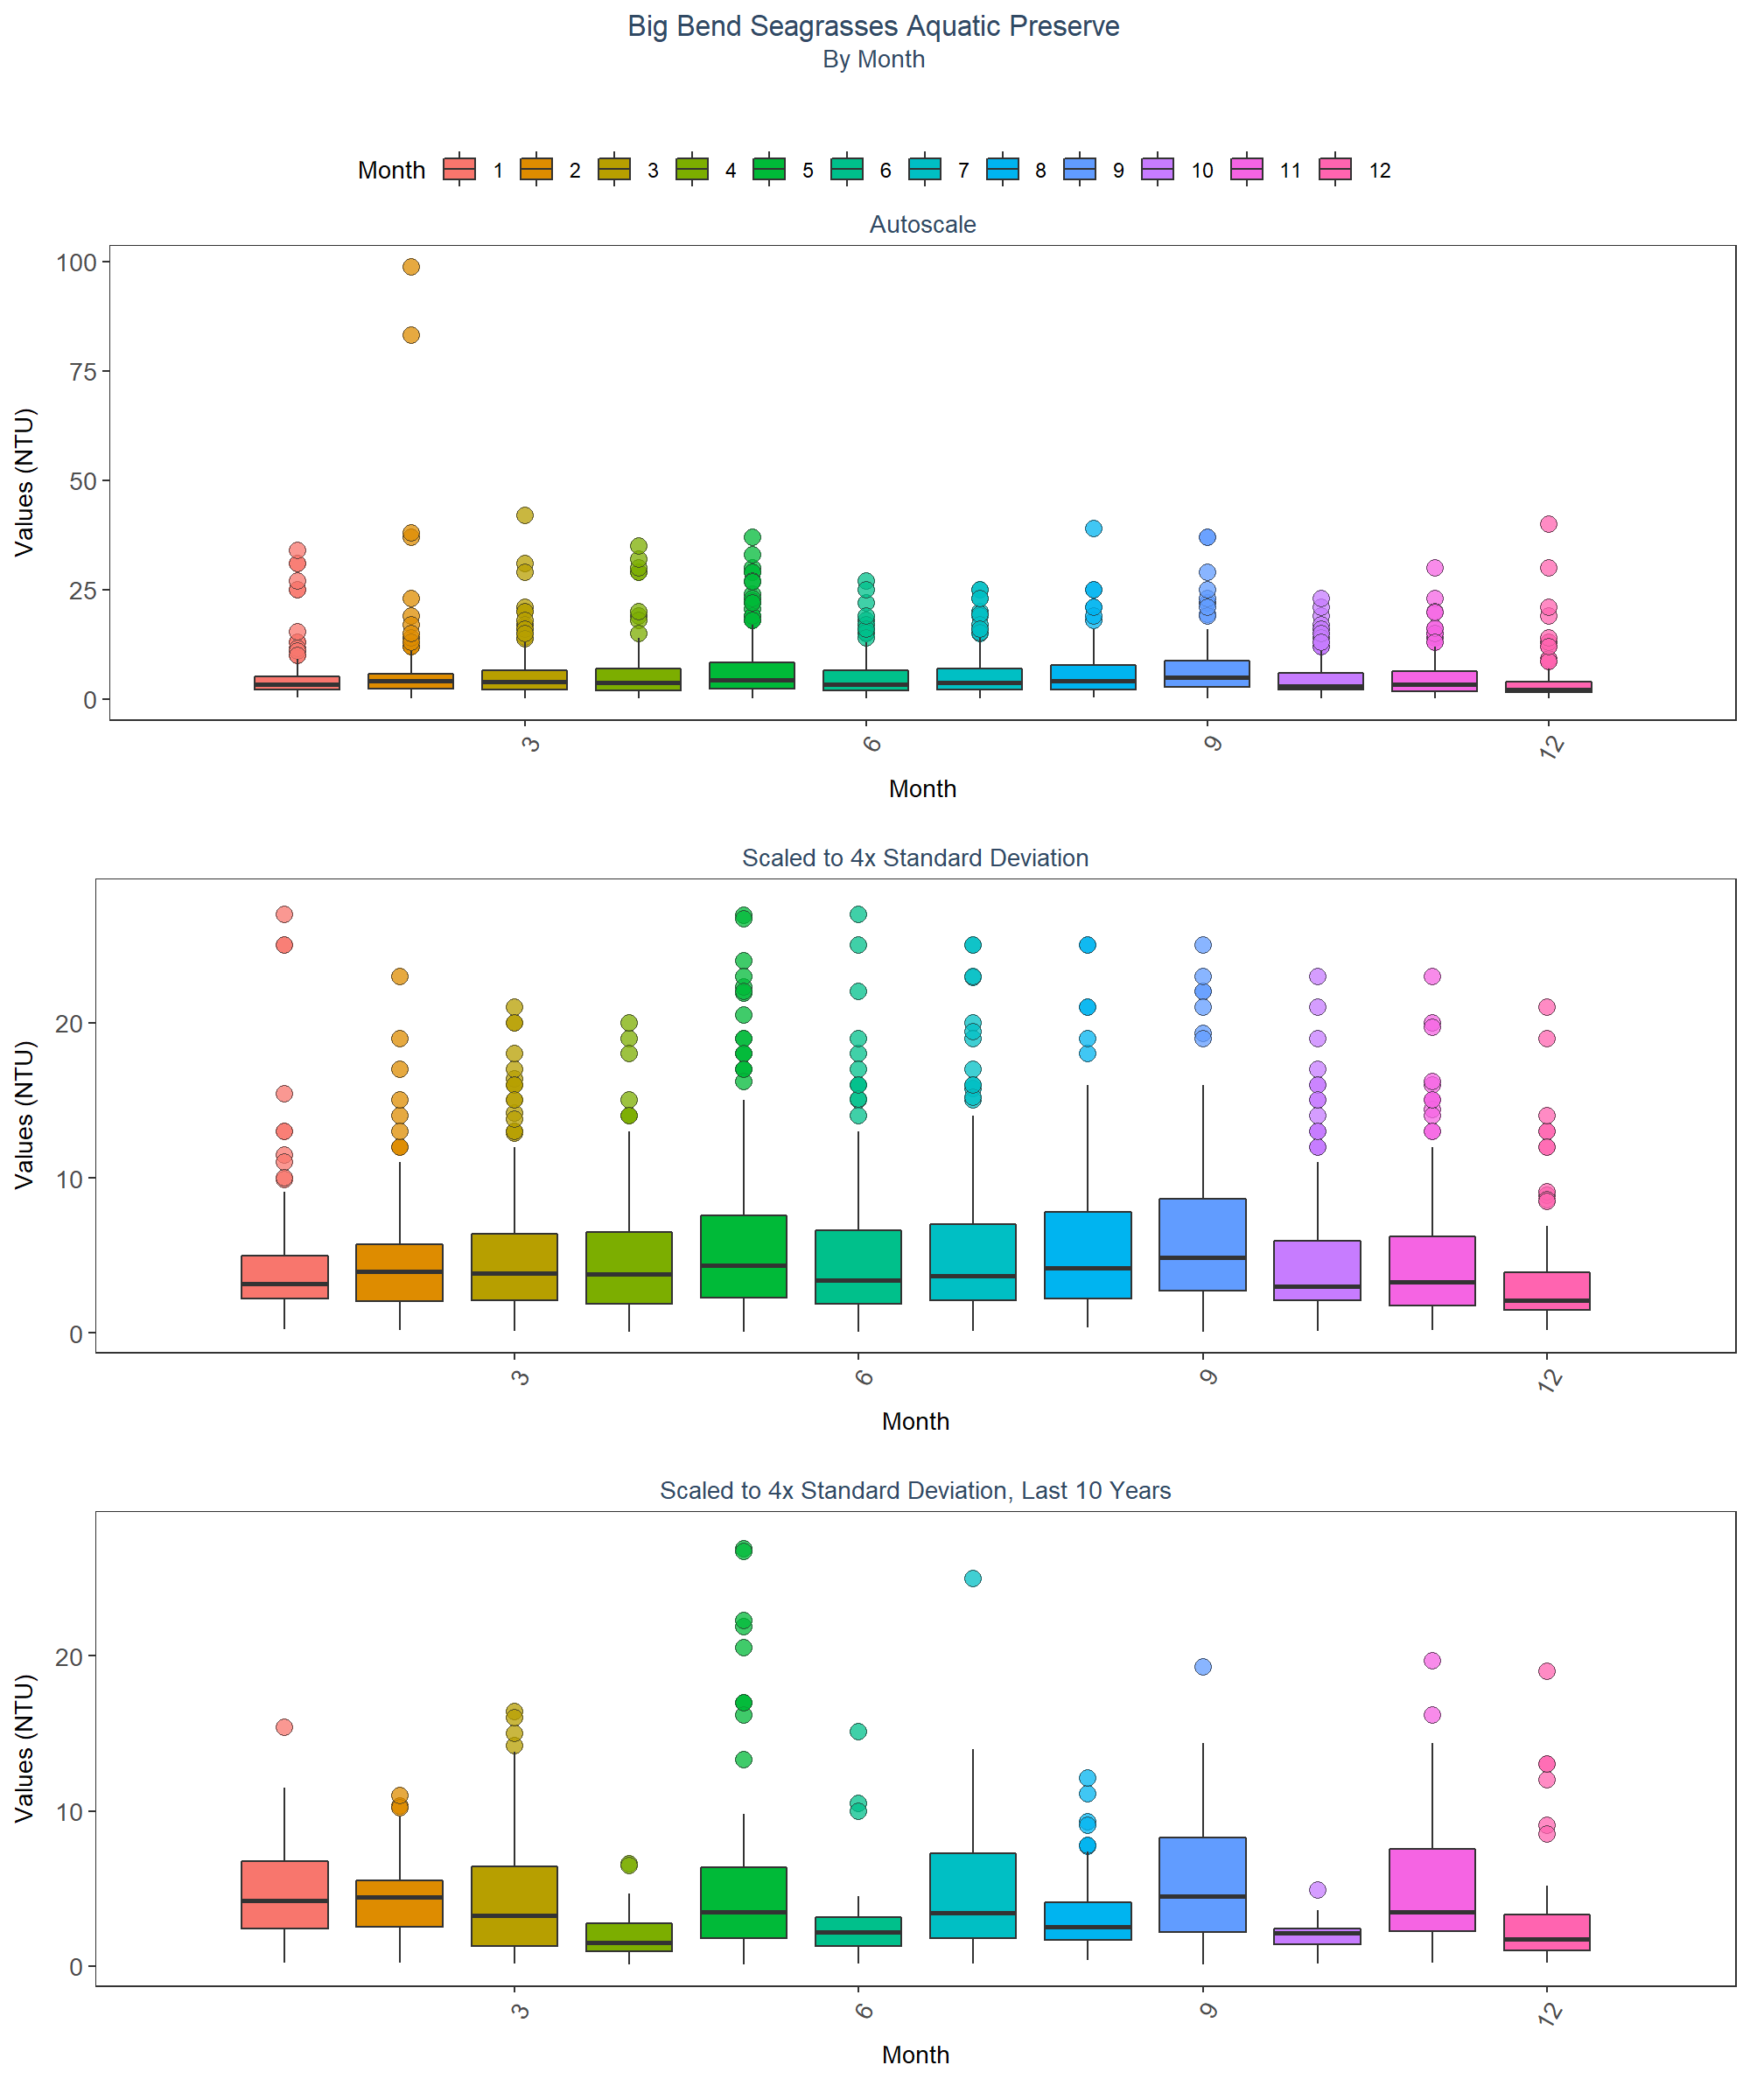 Big Bend Seagrasses Aquatic Preserve
By Month
Month 1 2 3 4 5 6 7 8 9 10 11 12
Autoscale
100
75
50
25
0
Values (NTU)
3 6 9 12
Month
Scaled to 4x Standard Deviation
20
10
0
Values (NTU)
3 6 9 12
Month
Scaled to 4x Standard Deviation, Last 10 Years
20
10
0
Values (NTU)
3 6 9 12
Month